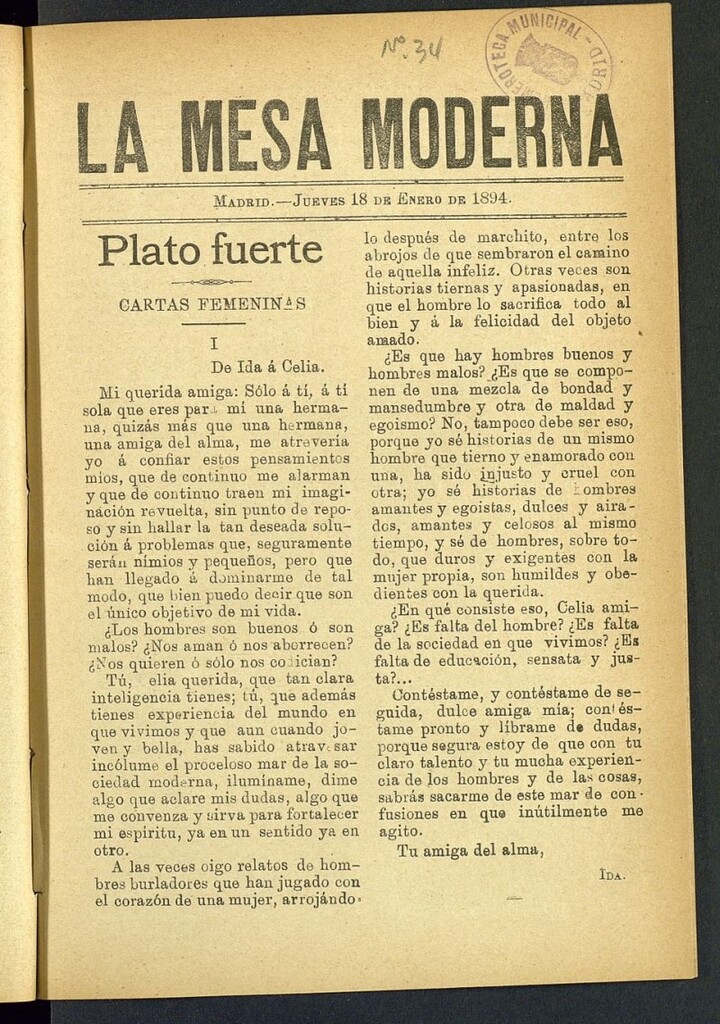 Nº. 34
HEMEROTECA MUNICIPAL - MADRID
LA MESA MODERNA
MADRID.—JUEVES 18 DE ENERO DE 1894.
Plato fuerte
CARTAS FEMENINAS
I
De Ida á Celia.
Mi querida amiga: Sólo á tí, á tí
sola que eres para mí una herma-
na, quizás más que una hermana,
una amiga del alma, me atrevería
yo á confiar estos pensamientos
mios, que de continuo me alarman
y que de continuo traen mi imagi-
nación revuelta, sin punto de repo-
so y sin hallar la tan deseada solu-
ción á problemas que, seguramente
serán nimios y pequeños, pero que
han llegado á dominarme de tal
modo, que bien puedo decir que son
el único objetivo de mi vida.
¿Los hombres son buenos ó son
malos? ¿Nos aman ó nos aborrecen?
¿Nos quieren ó sólo nos codician?
Tú, elia querida, que tan clara
inteligencia tienes; tú, que además
tienes experiencia del mundo en
que vivimos y que aun cuando jo-
ven y bella, has sabido atravesar
incólume el proceloso mar de la so-
ciedad moderna, ilumíname, dime
algo que aclare mis dudas, algo que
me convenza y sirva para fortalecer
mi espíritu, ya en un sentido ya en
otro.
A las veces oigo relatos de hom-
bres burladores que han jugado con
el corazón de una mujer, arrojándo-
lo después de marchito, entre los
abrojos de que sembraron el camino
de aquella infeliz. Otras veces son
historias tiernas y apasionadas, en
que el hombre lo sacrifica todo al
bien y á la felicidad del objeto
amado.
¿Es que hay hombres buenos y
hombres malos? ¿Es que se compo-
nen de una mezcla de bondad y
mansedumbre y otra de maldad y
egoismo? No, tampoco debe ser eso,
porque yo sé historias de un mismo
hombre que tierno y enamorado con
una, ha sido injusto y cruel con
otra; yo sé historias de hombres
amantes y egoistas, dulces y aira-
dos, amantes y celosos al mismo
tiempo, y sé de hombres, sobre to-
do, que duros y exigentes con la
mujer propia, son humildes y obe-
dientes con la querida.
¿En qué consiste eso, Celia ami-
ga? ¿Es falta del hombre? ¿Es falta
de la sociedad en que vivimos? ¿Es
falta de educación, sensata y jus-
ta?...
Contéstame, y contéstame de se-
guida, dulce amiga mía; contés-
tame pronto y líbrame de dudas,
porque segura estoy de que con tu
claro talento y tu mucha experien-
cia de los hombres y de las cosas,
sabrás sacarme de este mar de con-
fusiones en que inútilmente me
agito.
Tu amiga del alma,
IDA.